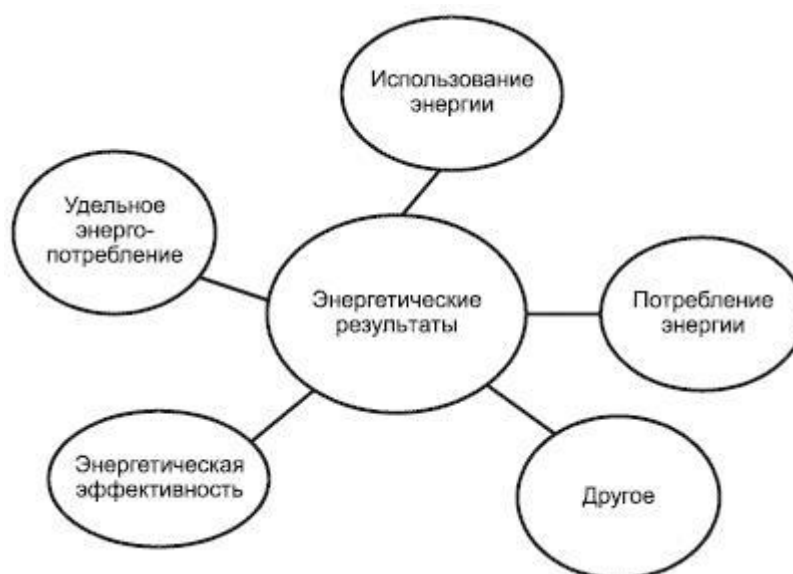 Использование
энергии
Удельное
энерго-
потребление
Энергетические
результаты
Потребление
энергии
Энергетическая
эффективность
Другое